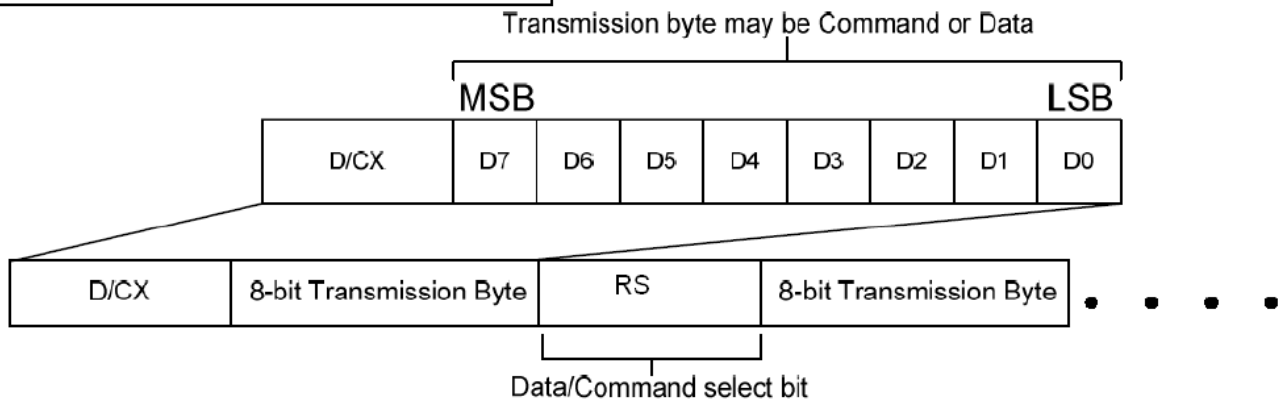 Transmission byte may be Command or Data
MSB LSB
D/CX D7 D6 D5 D4 D3 D2 D1 D0
D/CX 8-bit Transmission Byte RS 8-bit Transmission Byte
Data/Command select bit